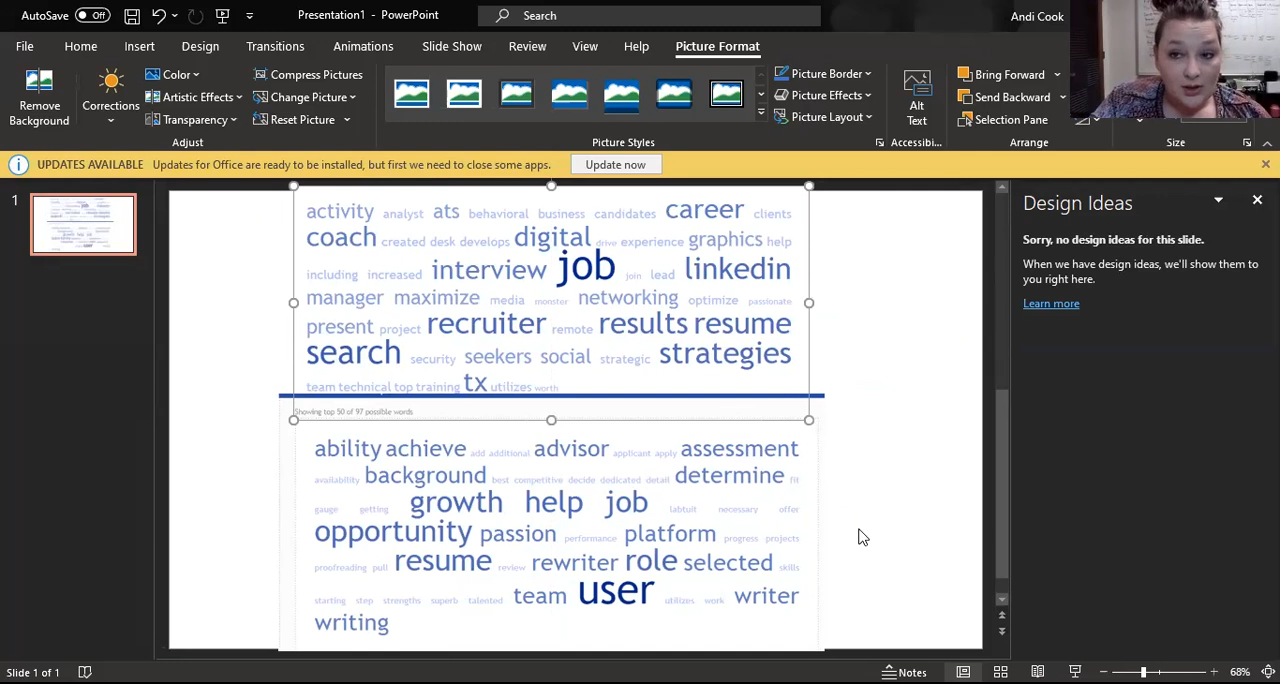 AutoSave Off Presentation1 - PowerPoint Search Andi Cook
File Home Insert Design Transitions Animations Slide Show Review View Help Picture Format
Remove Background
Corrections
Color
Artistic Effects
Transparency
Compress Pictures
Change Picture
Reset Picture
Adjust
Picture Styles
Picture Border
Picture Effects
Picture Layout
Alt Text
Accessibi...
Bring Forward
Send Backward
Selection Pane
Arrange
Size
UPDATES AVAILABLE Updates for Office are ready to be installed, but first we need to close some apps. Update now
1
activity analyst ats behavioral business candidates career clients
coach created desk develops digital drive experience graphics help
including increased interview job join lead linkedin
manager maximize media monster networking optimize passionate
present project recruiter remote results resume
search security seekers social strategic strategies
team technical top training tx utilizes worth
Showing top 50 of 97 possible words
ability achieve add additional advisor applicant apply assessment
availability background best competitive decide dedicated detail determine fit
gauge getting growth help job labtuit necessary offer
opportunity passion performance platform progress projects
proofreading pull resume review rewriter role selected skills
starting step strengths superb talented team user utilizes work writer
writing
Design Ideas
Sorry, no design ideas for this slide.
When we have design ideas, we'll show them to
you right here.
Learn more
Slide 1 of 1 Notes 68%